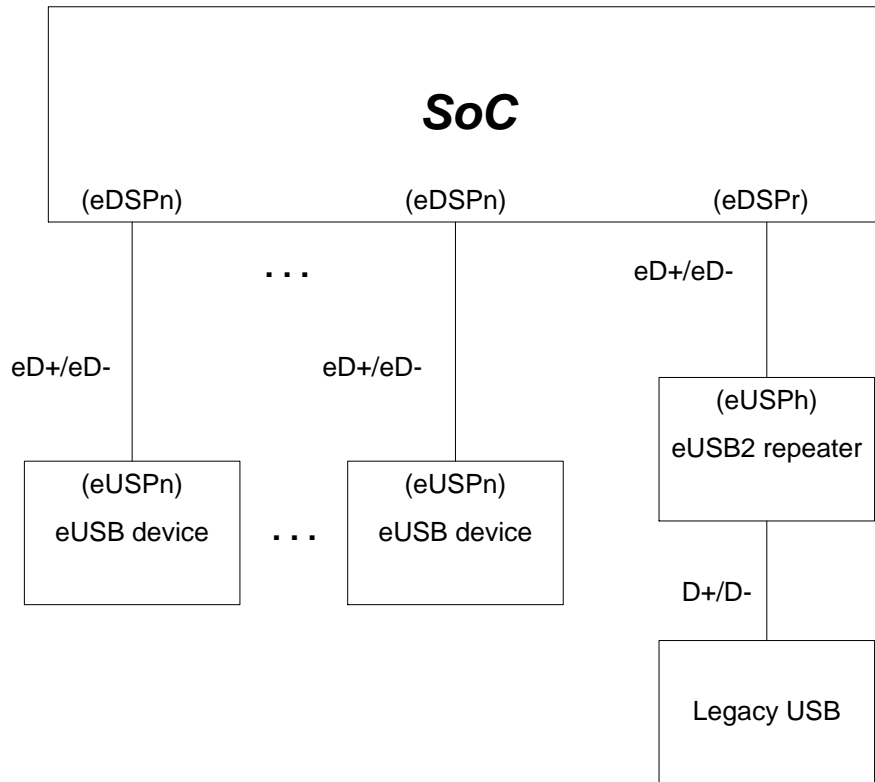 SoC
(eDSPn)
(eDSPn)
(eDSPr)
. . .
eD+/eD-
eD+/eD-
eD+/eD-
(eUSPh)
eUSB2 repeater
(eUSPn)
eUSB device
. . .
(eUSPn)
eUSB device
D+/D-
Legacy USB